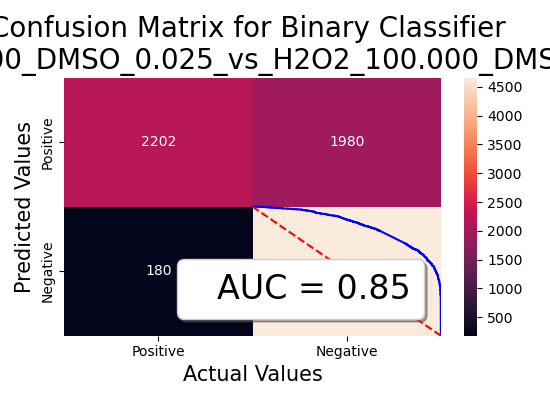 Confusion Matrix for Binary Classifier
00_DMSO_0.025_vs_H2O2_100.000_DMS
Predicted Values
Positive
Negative
2202
1980
180
AUC = 0.85
Positive
Negative
Actual Values
4500
4000
3500
3000
2500
2000
1500
1000
500